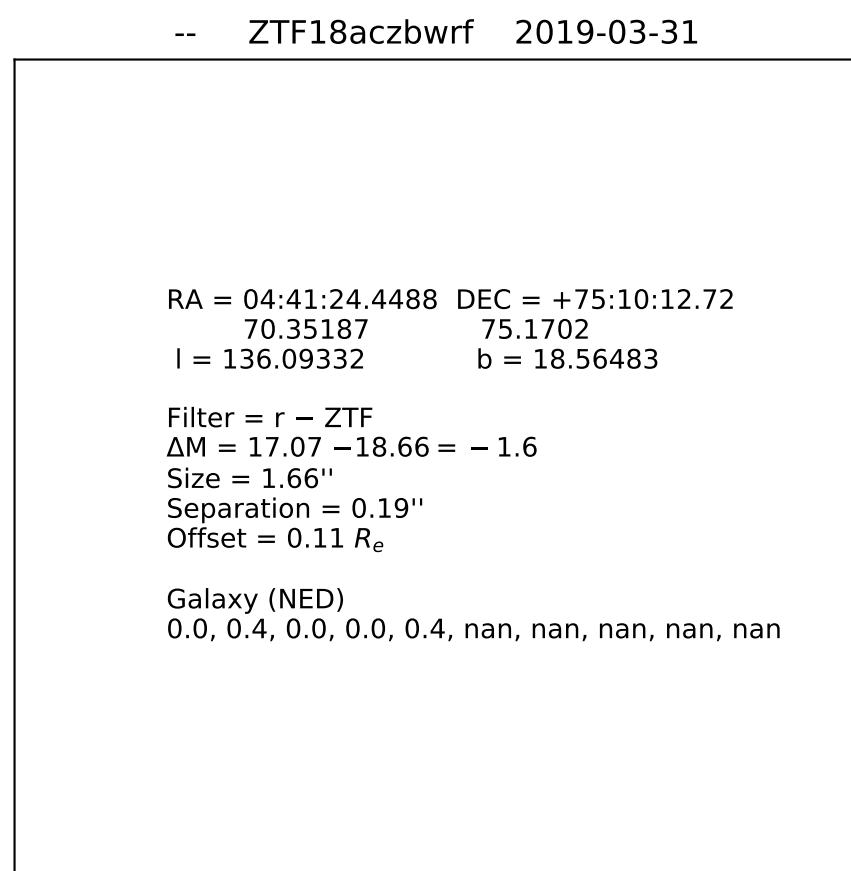 -- ZTF18aczbwrf 2019-03-31
RA = 04:41:24.4488 DEC = +75:10:12.72
70.35187 75.1702
l = 136.09332 b = 18.56483
Filter = r − ZTF
ΔM = 17.07 −18.66 = − 1.6
Size = 1.66''
Separation = 0.19''
Offset = 0.11 Re
Galaxy (NED)
0.0, 0.4, 0.0, 0.0, 0.4, nan, nan, nan, nan, nan